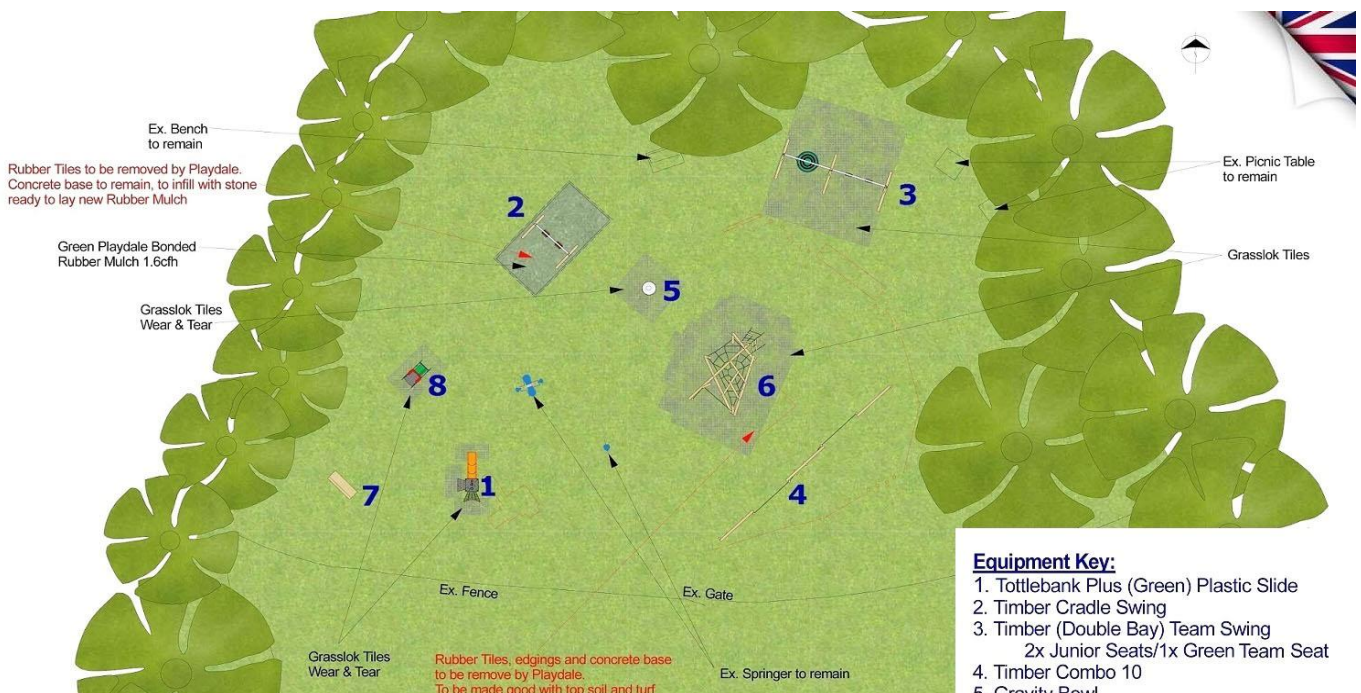 Ex. Bench
to remain
Rubber Tiles to be removed by Playdale.
Concrete base to remain, to infill with stone
ready to lay new Rubber Mulch
Green Playdale Bonded
Rubber Mulch 1.6cfh
Grasslok Tiles
Wear & Tear
2
3
5
8
6
7
1
4
Ex. Picnic Table
to remain
Grasslok Tiles
Ex. Fence
Ex. Gate
Grasslok Tiles
Wear & Tear
Rubber Tiles, edgings and concrete base
to be remove by Playdale.
To be made good with top soil and turf
Ex. Springer to remain
Equipment Key:
1. Tottlebank Plus (Green) Plastic Slide
2. Timber Cradle Swing
3. Timber (Double Bay) Team Swing
2x Junior Seats/1x Green Team Seat
4. Timber Combo 10
5. Gravity Bowl